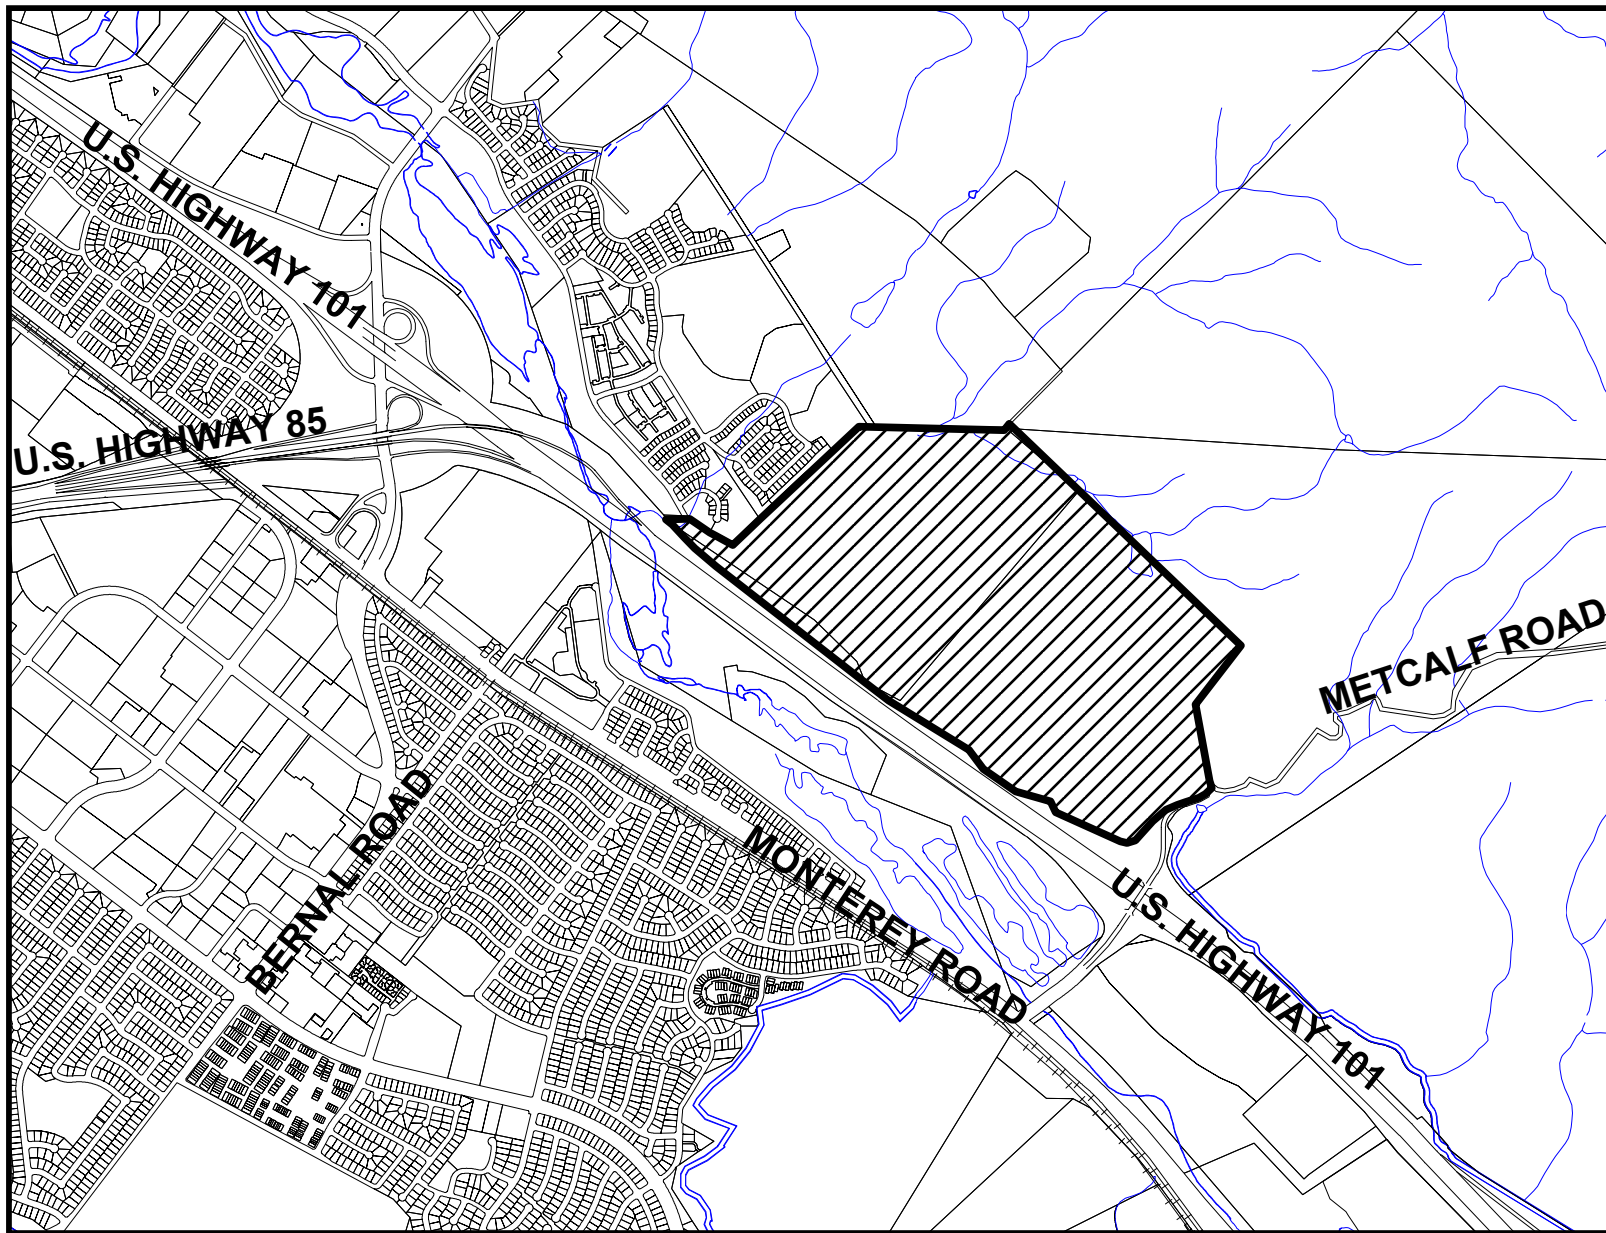 U.S. HIGHWAY 101
U.S. HIGHWAY 85
METCALF ROAD
BERNAL ROAD
MONTEREY ROAD
U.S. HIGHWAY 101